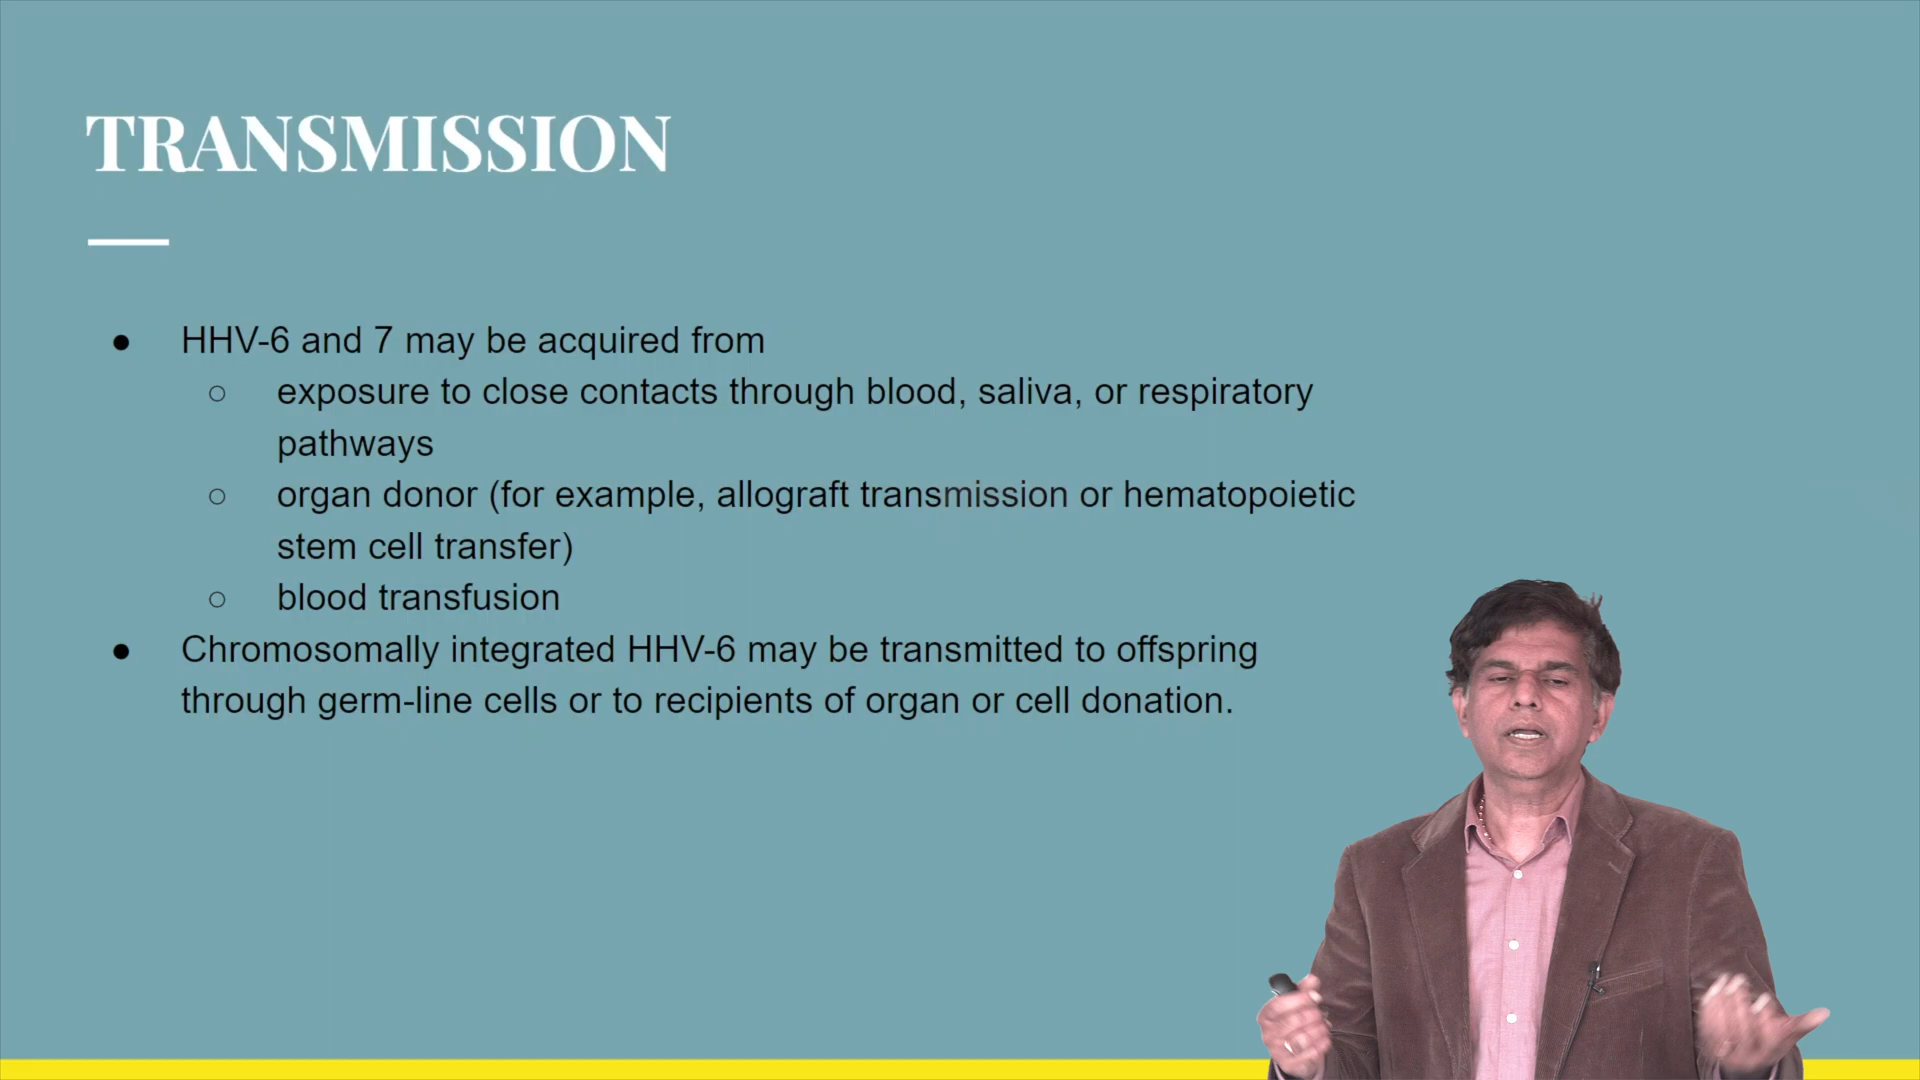 TRANSMISSION
● HHV-6 and 7 may be acquired from
○ exposure to close contacts through blood, saliva, or respiratory
pathways
○ organ donor (for example, allograft transmission or hematopoietic
stem cell transfer)
○ blood transfusion
● Chromosomally integrated HHV-6 may be transmitted to offspring
through germ-line cells or to recipients of organ or cell donation.